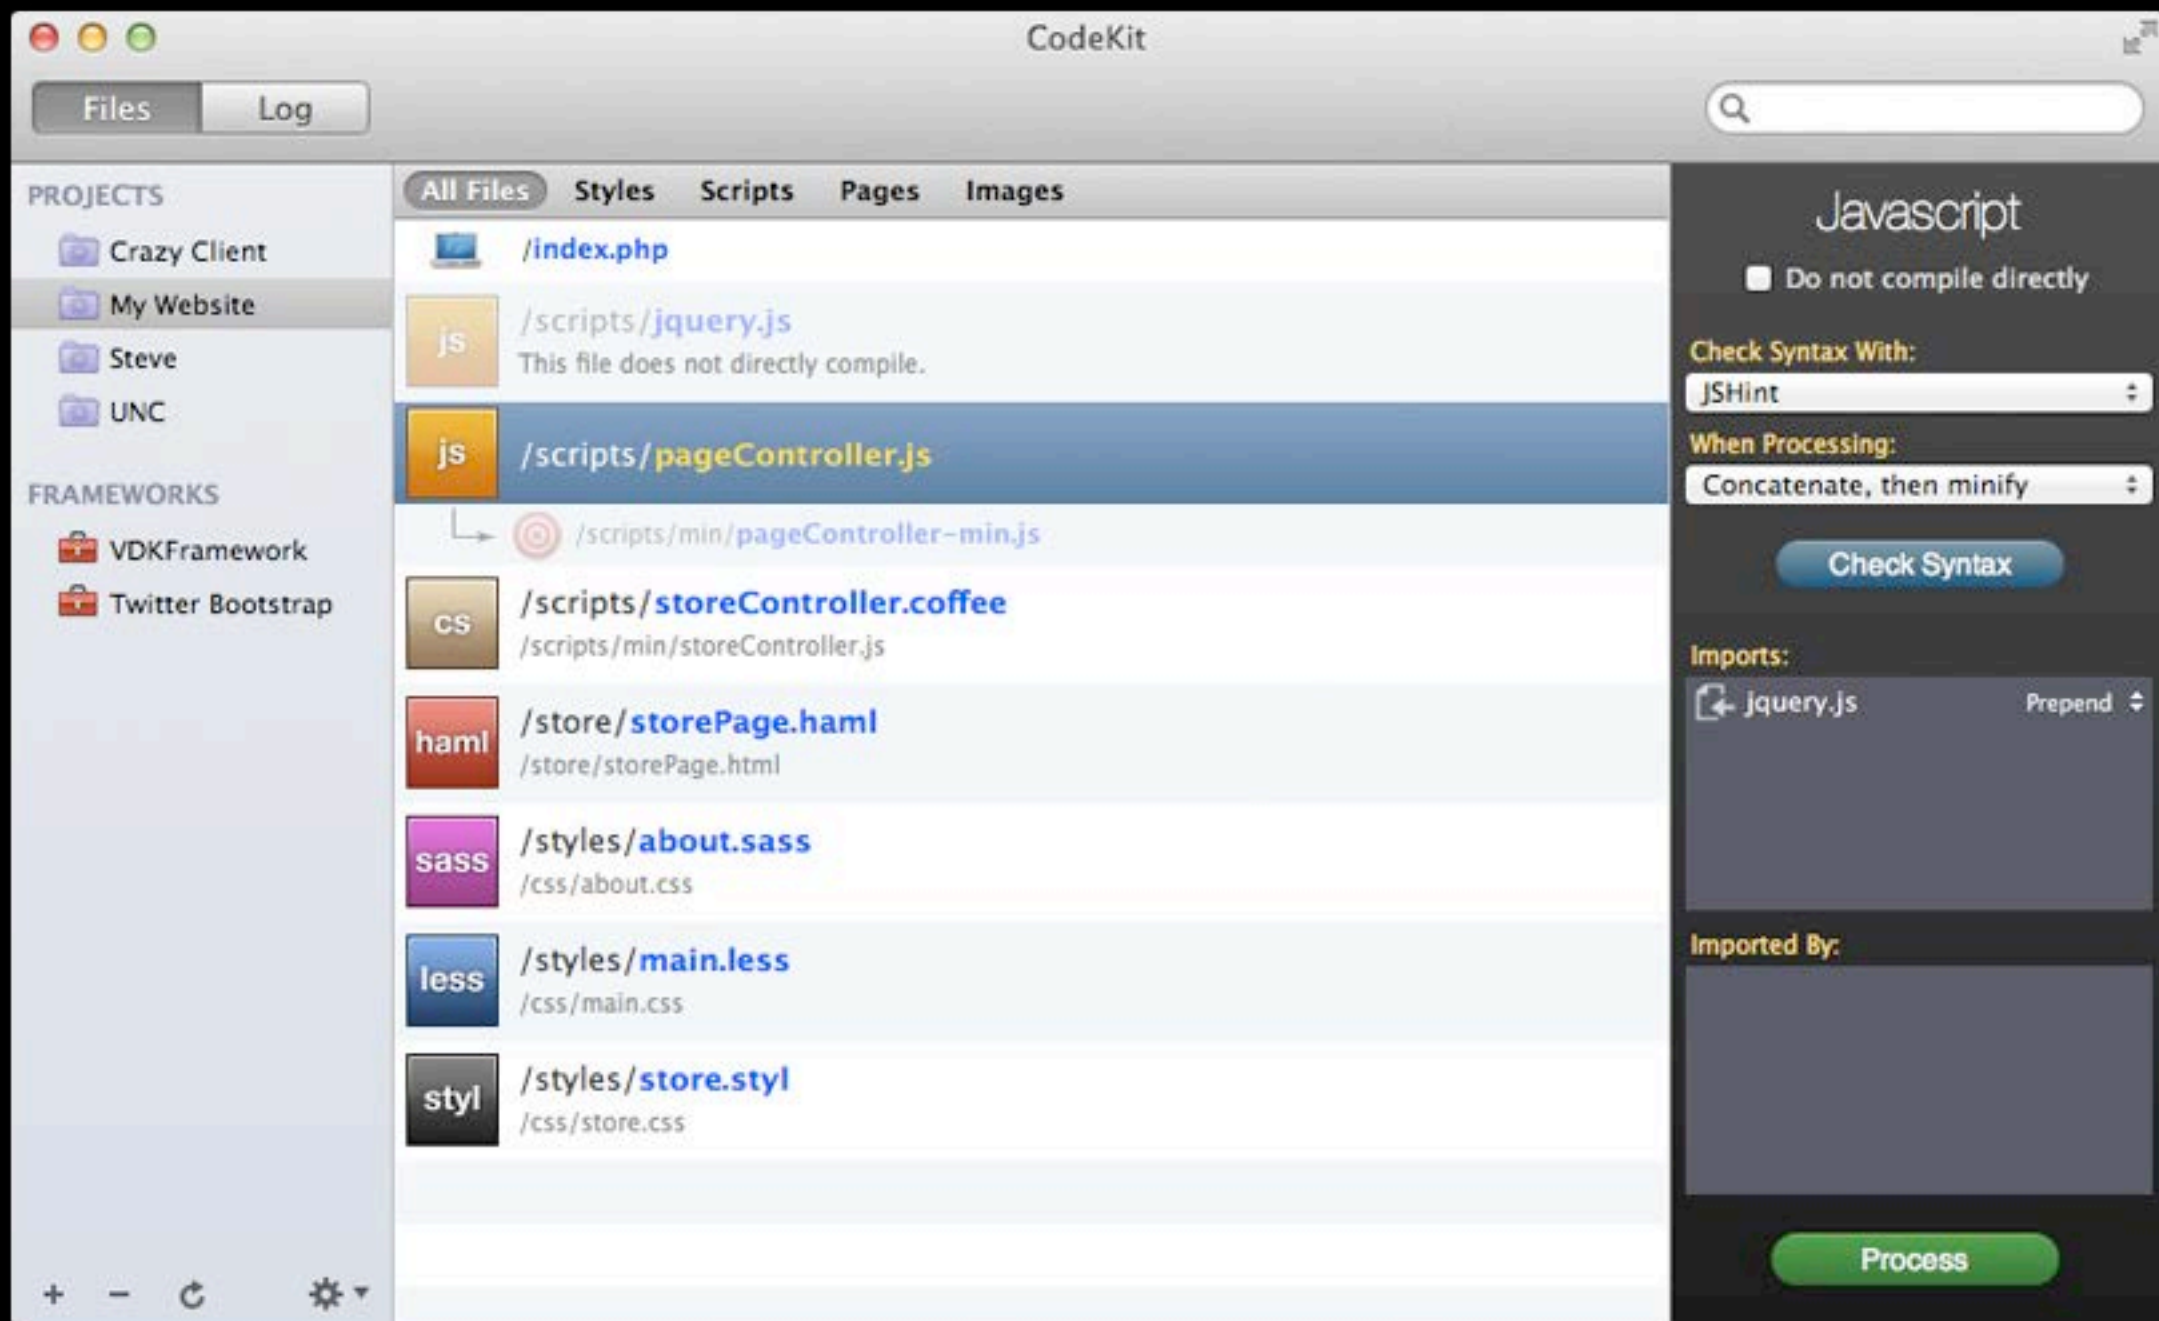 CodeKit
Files Log
PROJECTS
Crazy Client
My Website
Steve
UNC
FRAMEWORKS
VDKFramework
Twitter Bootstrap
All Files Styles Scripts Pages Images
/index.php
js
/scripts/jquery.js
This file does not directly compile.
js
/scripts/pageController.js
/scripts/min/pageController-min.js
cs
/scripts/storeController.coffee
/scripts/min/storeController.js
haml
/store/storePage.haml
/store/storePage.html
sass
/styles/about.sass
/css/about.css
less
/styles/main.less
/css/main.css
styl
/styles/store.styl
/css/store.css
Javascript
Do not compile directly
Check Syntax With:
JSHint
When Processing:
Concatenate, then minify
Check Syntax
Imports:
jquery.js Prepend
Imported By:
Process